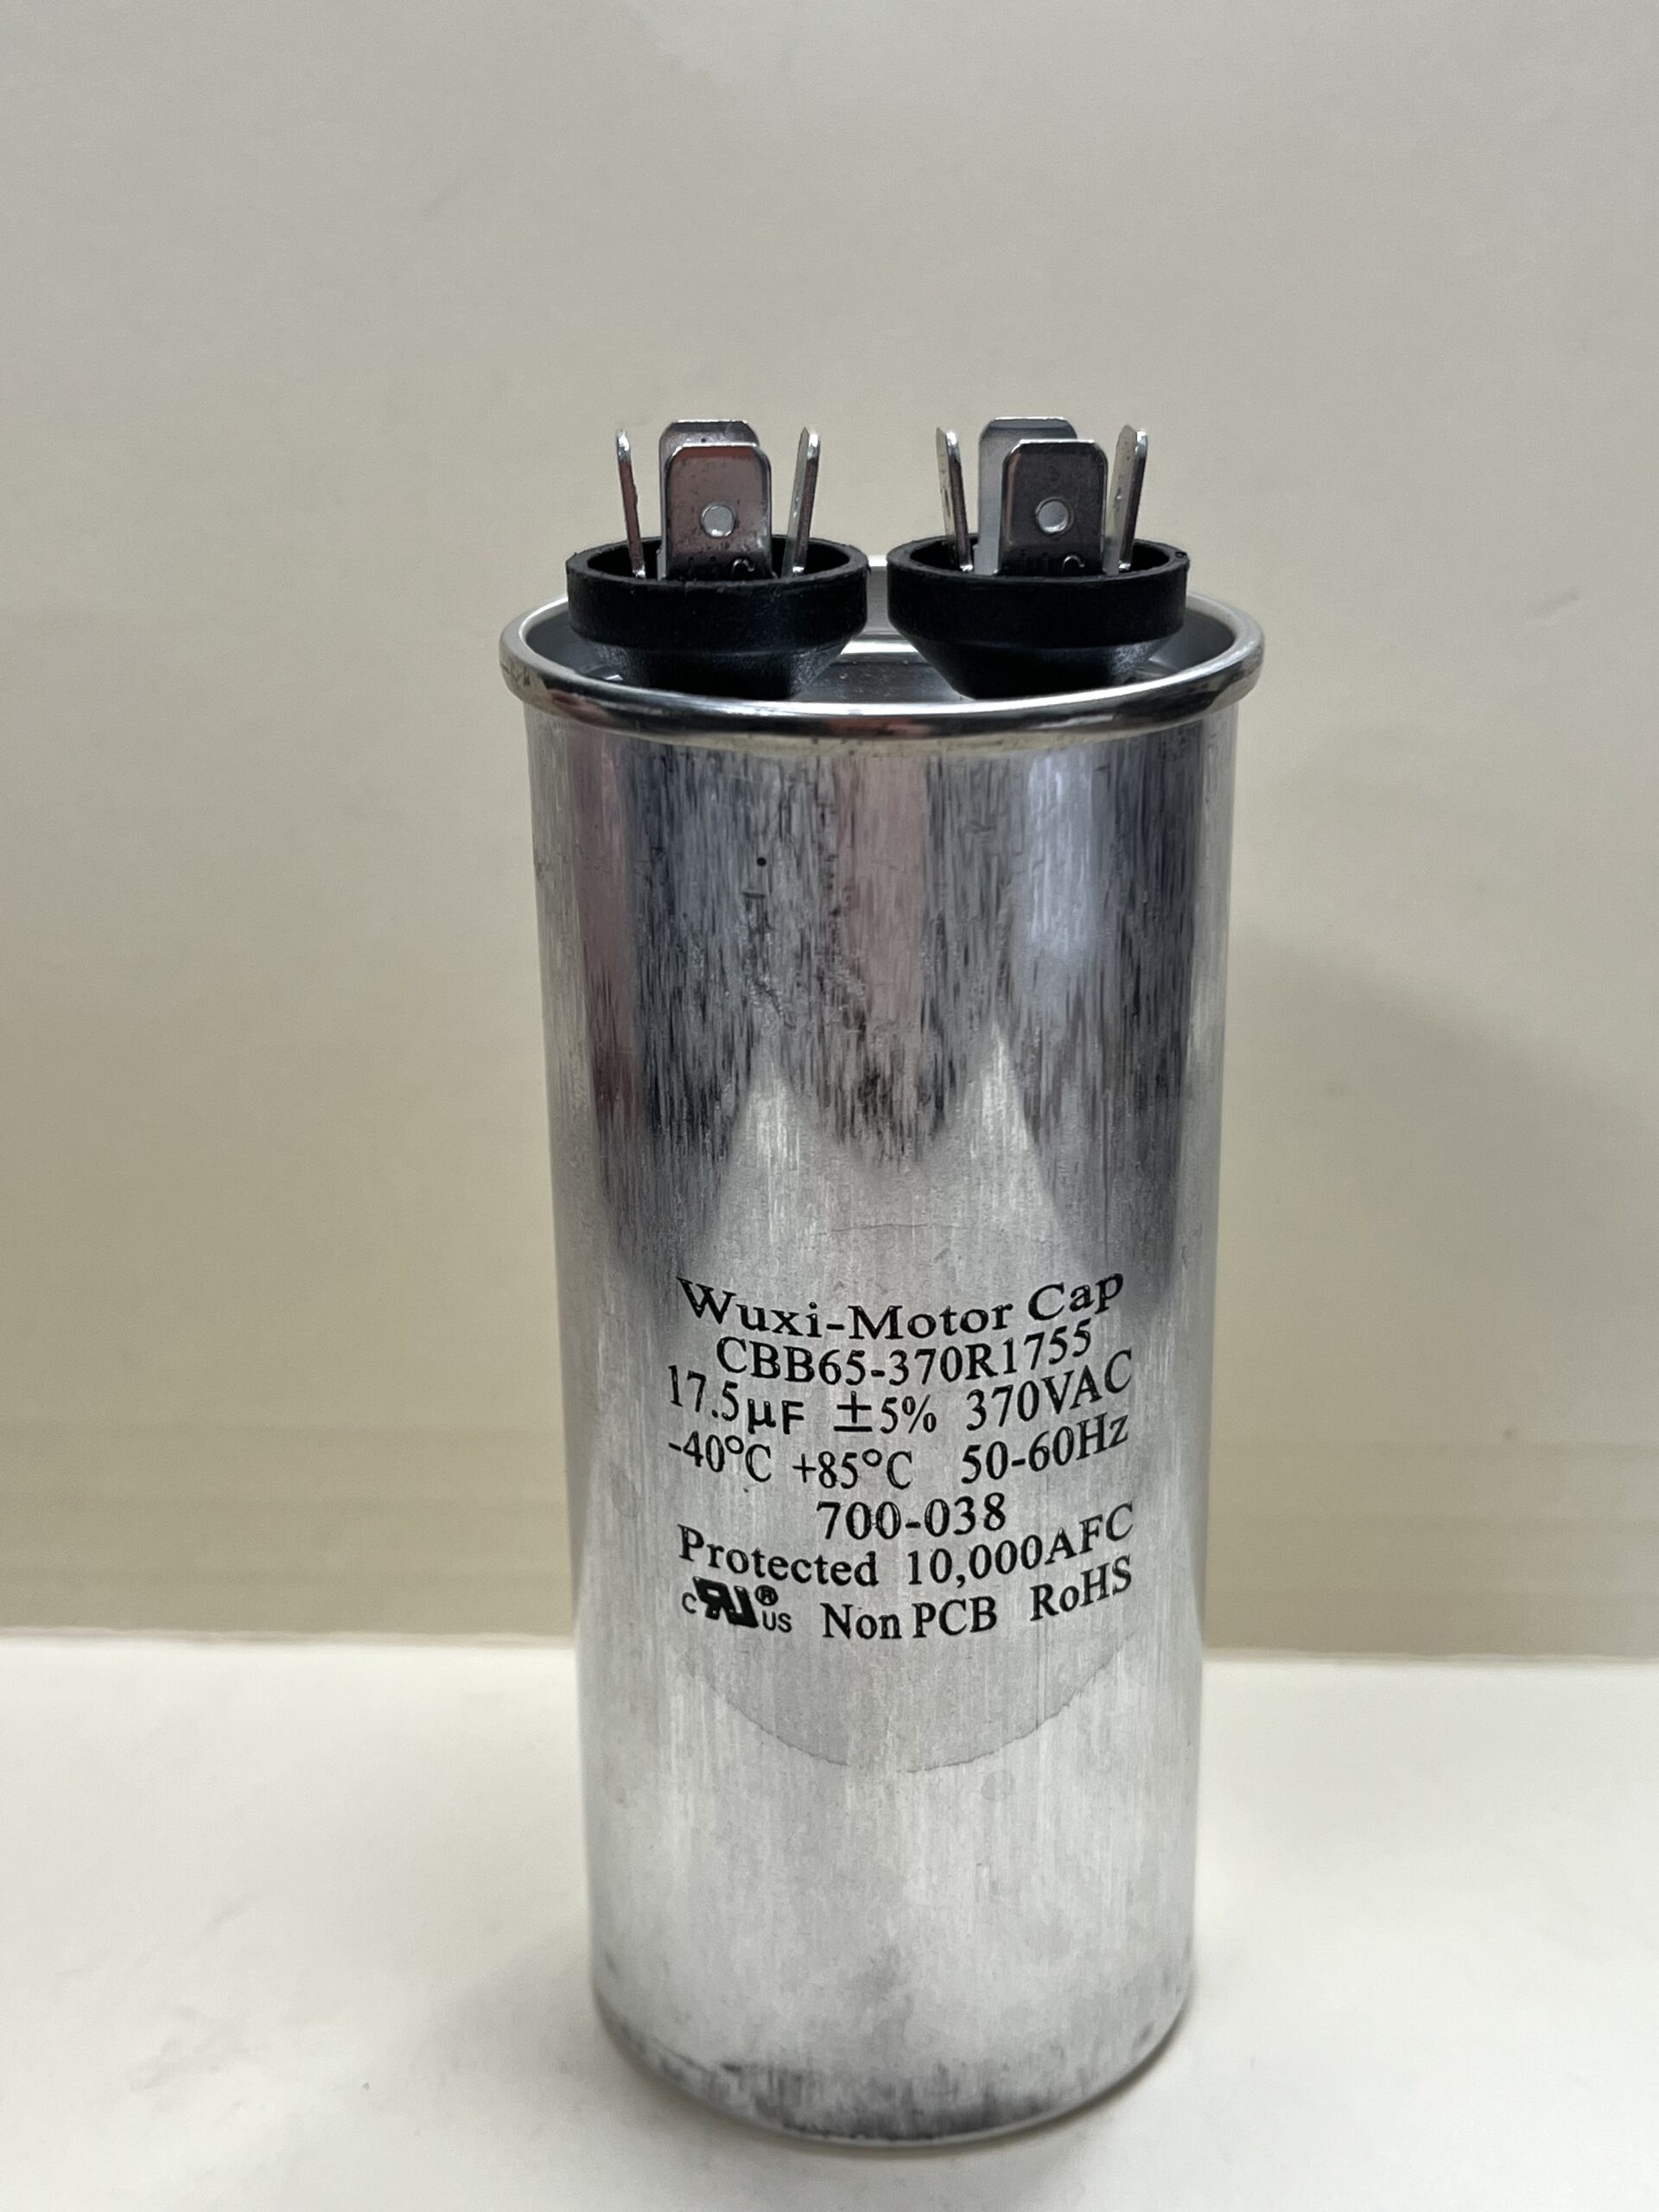 Wuxi-Motor Cap
CBB65-370R1755
17.5µF ±5% 370VAC
-40°C +85°C 50-60Hz
700-038
Protected 10,000AFC
c RU® US Non PCB RoHS